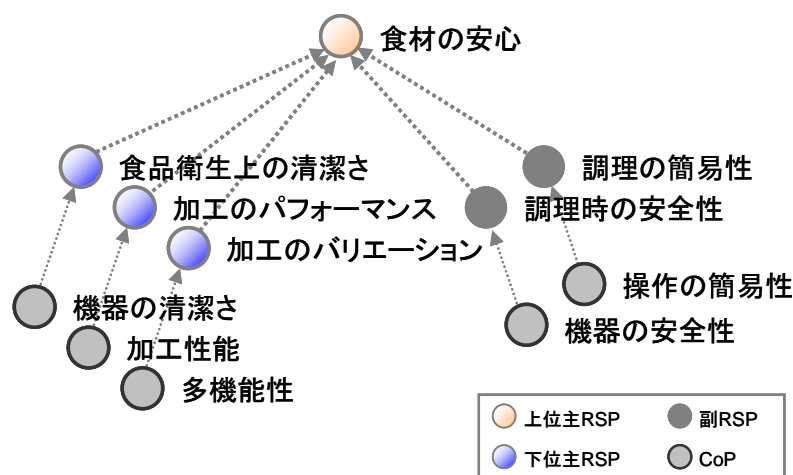 食材の安心
食品衛生上の清潔さ
調理の簡易性
加工のパフォーマンス
調理時の安全性
加工のバリエーション
操作の簡易性
機器の清潔さ
機器の安全性
加工性能
多機能性
上位主RSP
副RSP
下位主RSP
CoP